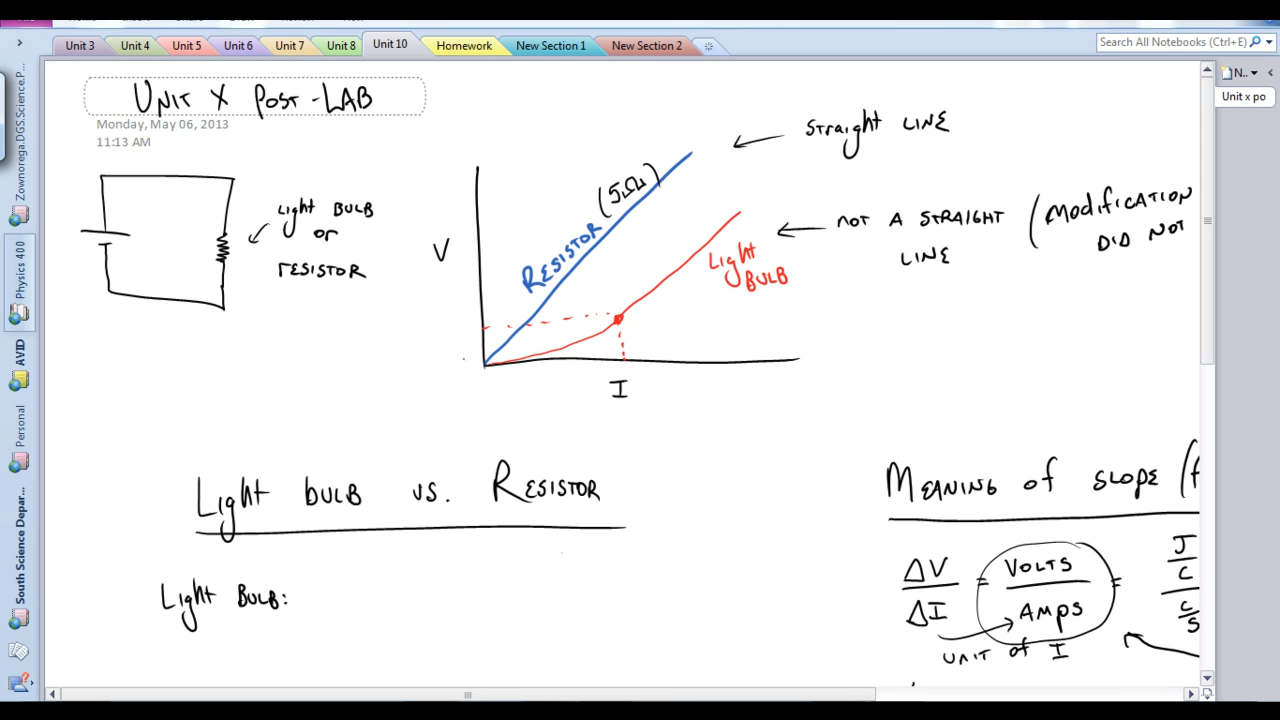 Unit 3
Unit 4
Unit 5
Unit 6
Unit 7
Unit 8
Unit 10
Homework
New Section 1
New Section 2
Search All Notebooks (Ctrl+E)
N..
Unit x po
Zownorega.DGS.Science.P
Physics 400
AVID
Personal
South Science Depar
UNIT X POST-LAB
Monday, May 06, 2013
11:13 AM
Light BULB
or
RESISTOR
V
I
RESISTOR (5Ω)
Light
BULB
Straight LINE
NOT A STRAIGHT
LINE
(MODIFICATION
DID NOT
Light BULB vs. RESISTOR
Light BULB:
MEANING of SLOPE (f
ΔV
ΔI
= VOLTS
AMPS
= J
C
C
S
UNIT of I